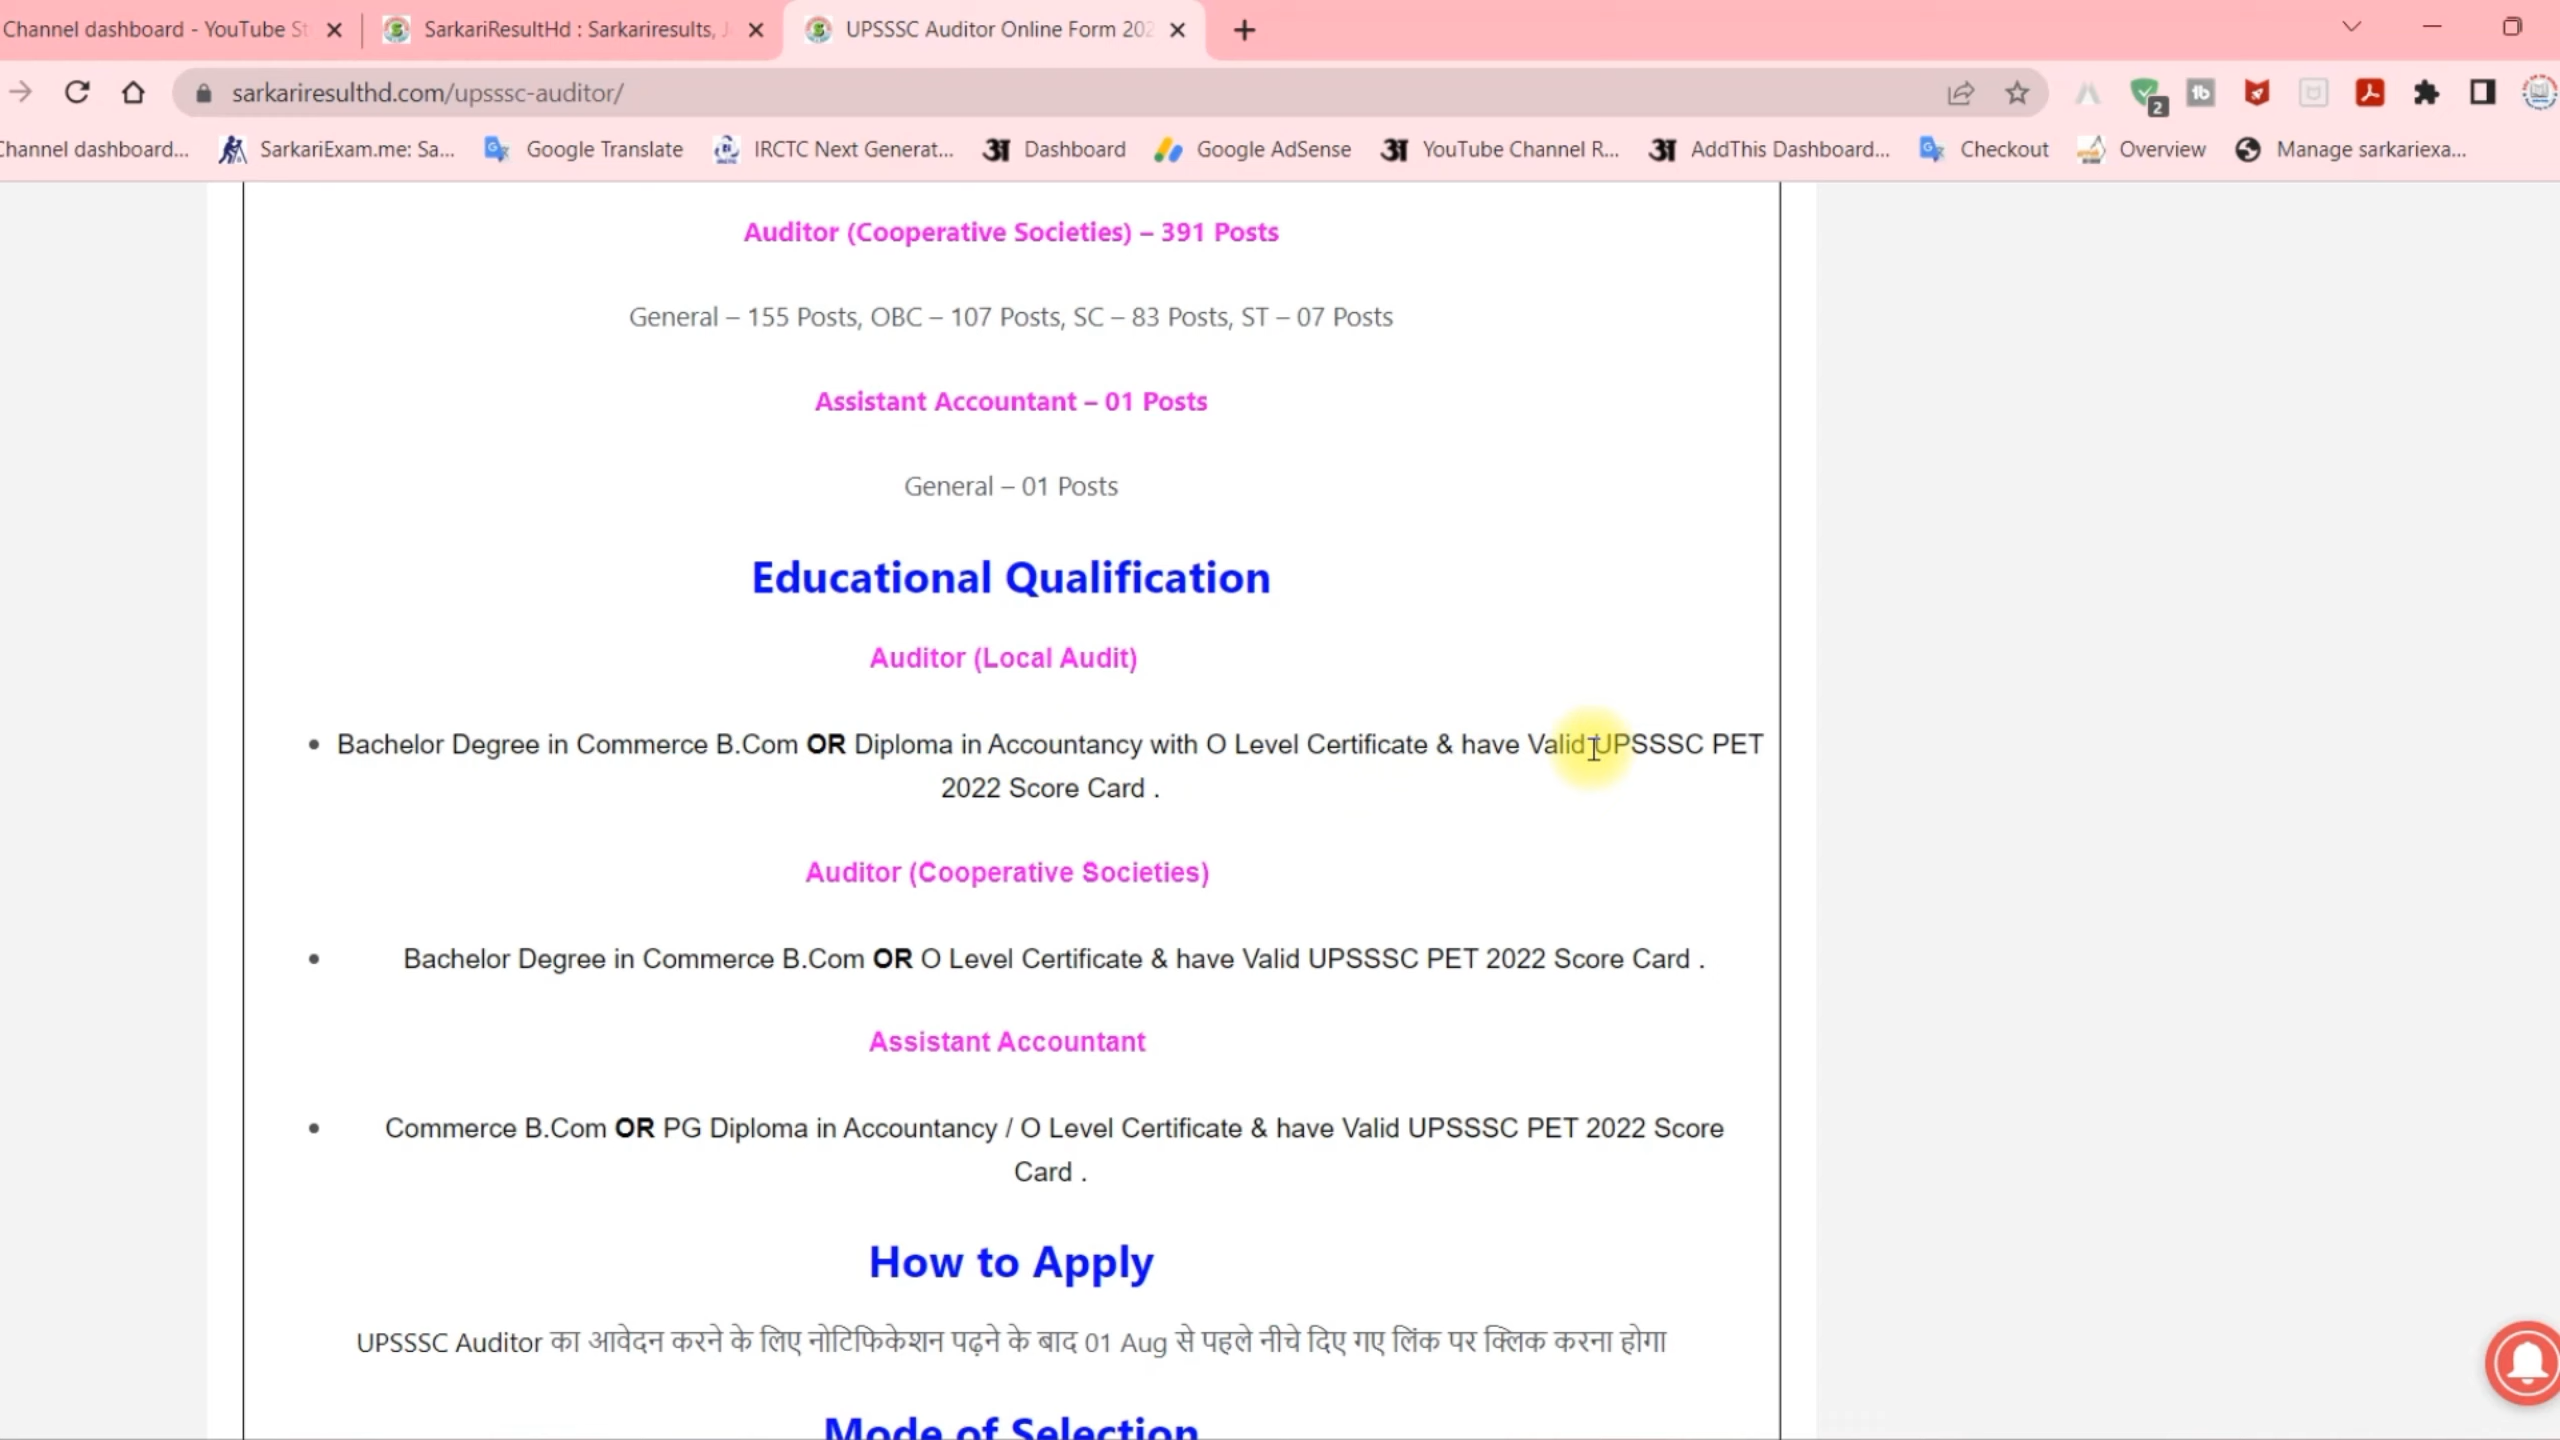 Channel dashboard - YouTube St
SarkariResultHd : Sarkariresults, J
UPSSSC Auditor Online Form 202
sarkariresulthd.com/upsssc-auditor/
2
Channel dashboard...
SarkariExam.me: Sa...
Google Translate
IRCTC Next Generat...
Dashboard
Google AdSense
YouTube Channel R...
AddThis Dashboard...
Checkout
Overview
Manage sarkariexa...
Auditor (Cooperative Societies) – 391 Posts
General – 155 Posts, OBC – 107 Posts, SC – 83 Posts, ST – 07 Posts
Assistant Accountant – 01 Posts
General – 01 Posts
Educational Qualification
Auditor (Local Audit)
Bachelor Degree in Commerce B.Com OR Diploma in Accountancy with O Level Certificate & have Valid UPSSSC PET
2022 Score Card .
Auditor (Cooperative Societies)
Bachelor Degree in Commerce B.Com OR O Level Certificate & have Valid UPSSSC PET 2022 Score Card .
Assistant Accountant
Commerce B.Com OR PG Diploma in Accountancy / O Level Certificate & have Valid UPSSSC PET 2022 Score
Card .
How to Apply
UPSSSC Auditor का आवेदन करने के लिए नोटिफिकेशन पढ़ने के बाद 01 Aug से पहले नीचे दिए गए लिंक पर क्लिक करना होगा
Mode of Selection